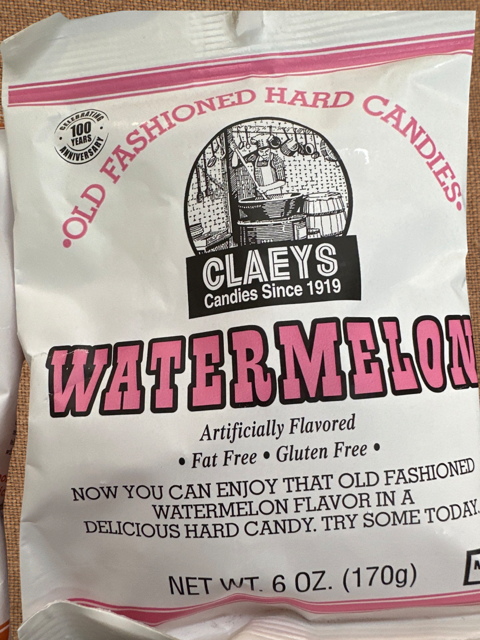 CELEBRATING
100
YEARS
ANNIVERSARY
•OLD FASHIONED HARD CANDIES•
CLAEYS
Candies Since 1919
WATERMELON
Artificially Flavored
• Fat Free • Gluten Free •
NOW YOU CAN ENJOY THAT OLD FASHIONED
WATERMELON FLAVOR IN A
DELICIOUS HARD CANDY. TRY SOME TODAY.
NET WT. 6 OZ. (170g)